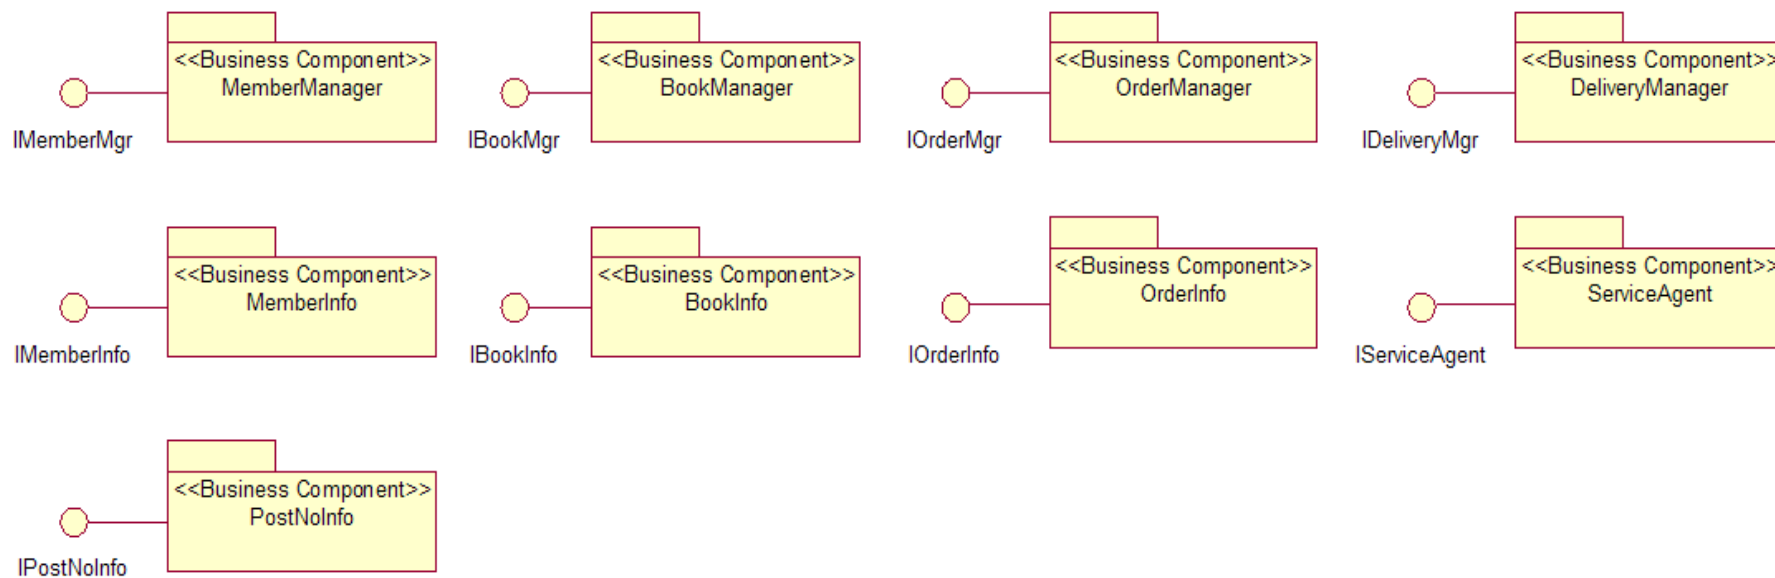 <<Business Component>>
MemberManager
IMemberMgr
<<Business Component>>
BookManager
IBookMgr
<<Business Component>>
OrderManager
IOrderMgr
<<Business Component>>
DeliveryManager
IDeliveryMgr
<<Business Component>>
MemberInfo
IMemberInfo
<<Business Component>>
BookInfo
IBookInfo
<<Business Component>>
OrderInfo
IOrderInfo
<<Business Component>>
ServiceAgent
IServiceAgent
<<Business Component>>
PostNoInfo
IPostNoInfo